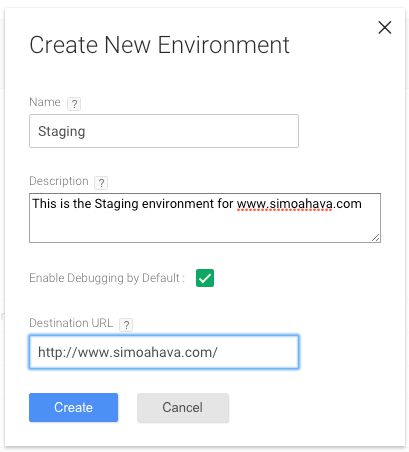 Create New Environment
Name ?
Staging
Description ?
This is the Staging environment for www.simoahava.com
Enable Debugging by Default :
Destination URL ?
http://www.simoahava.com/
Create Cancel